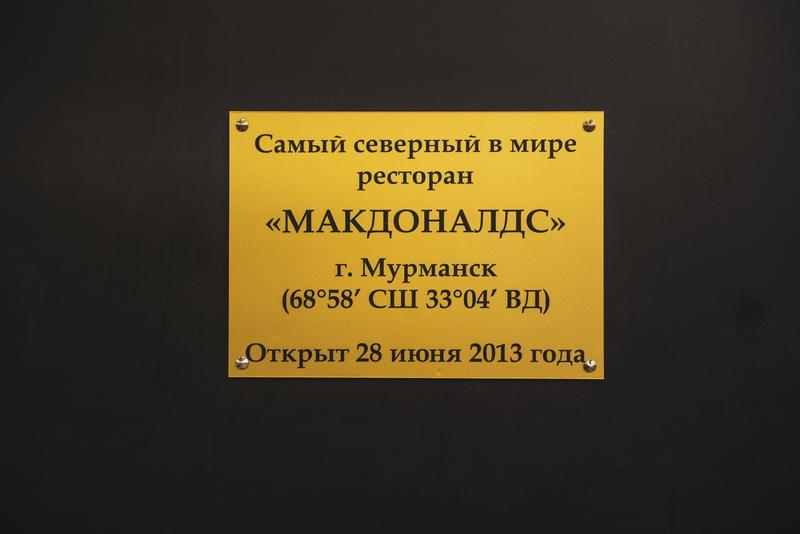 Самый северный в мире
ресторан
«МАКДОНАЛДС»
г. Мурманск
(68°58’ СШ 33°04’ ВД)
Открыт 28 июня 2013 года